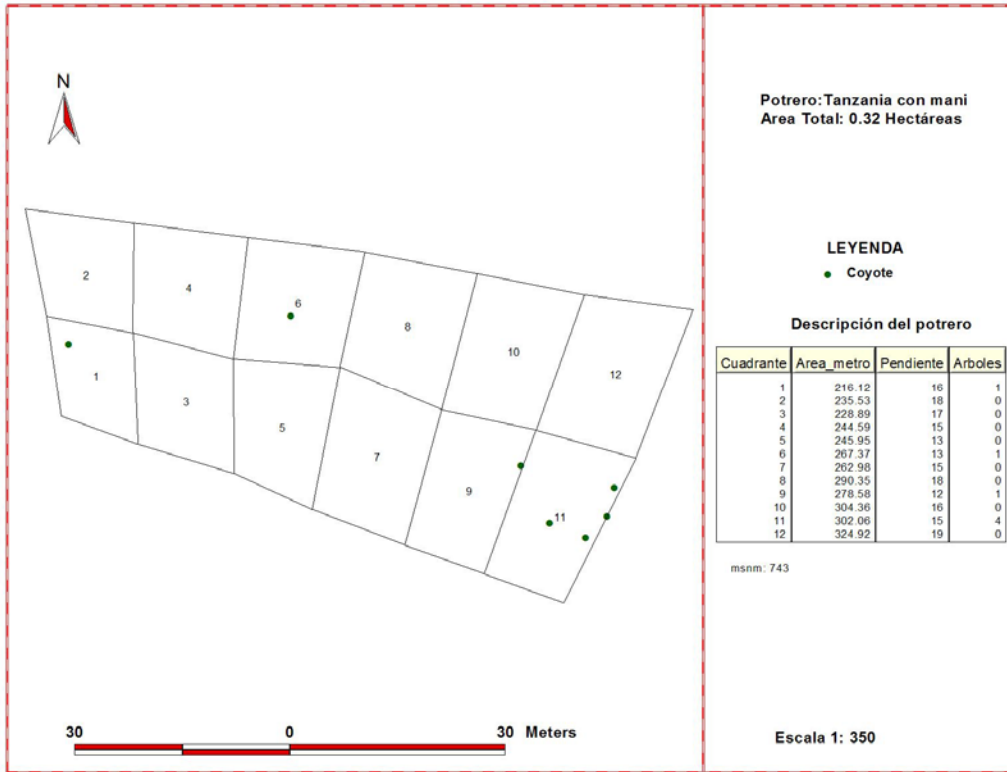 N
2
4
6
8
10
12
1
3
5
7
9
11
30 0 30 Meters
Potrero:Tanzania con mani
Area Total: 0.32 Hectáreas
LEYENDA
Coyote
Descripción del potrero
Cuadrante Area_metro Pendiente Arboles
1 216.12 16 1
2 235.53 18 0
3 228.89 17 0
4 244.59 15 0
5 245.95 13 0
6 267.37 13 1
7 262.98 15 0
8 290.35 18 0
9 278.58 12 1
10 304.36 16 0
11 302.06 15 4
12 324.92 19 0
msnm: 743
Escala 1: 350